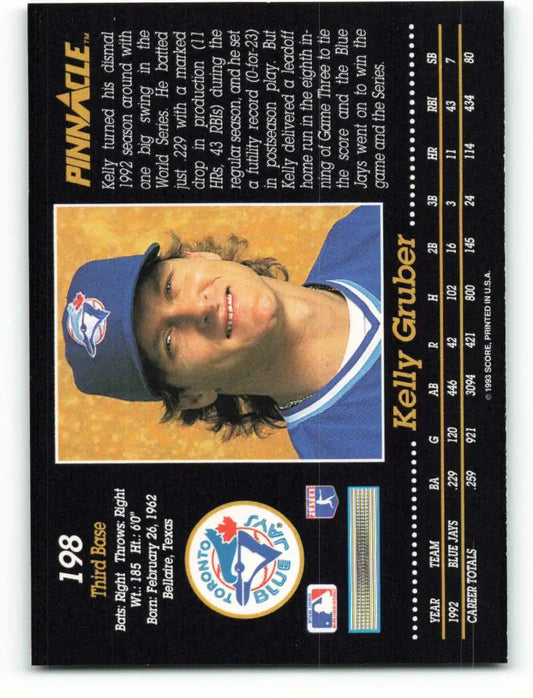 198
Third Base
Bats: Right Throws: Right
Wt.: 185 Ht.: 6'0"
Born: February 26, 1962
Bellaire, Texas
TORONTO
BLUE JAYS
PINNACLE™
Kelly turned his dismal
1992 season around with
one big swing in the
World Series. He batted
just .229 with a marked
drop in production (11
HRs, 43 RBIs) during the
regular season, and he set
a futility record (0-for-23)
in postseason play. But
Kelly delivered a leadoff
home run in the eighth in-
ning of Game Three to tie
the score and the Blue
Jays went on to win the
game and the Series.
Kelly Gruber
YEAR TEAM BA G AB R H 2B 3B HR RBI SB
1992 BLUE JAYS .229 120 446 42 102 16 3 11 43 7
CAREER TOTALS .259 921 3094 421 800 145 24 114 434 80
© 1993 SCORE, PRINTED IN U.S.A.